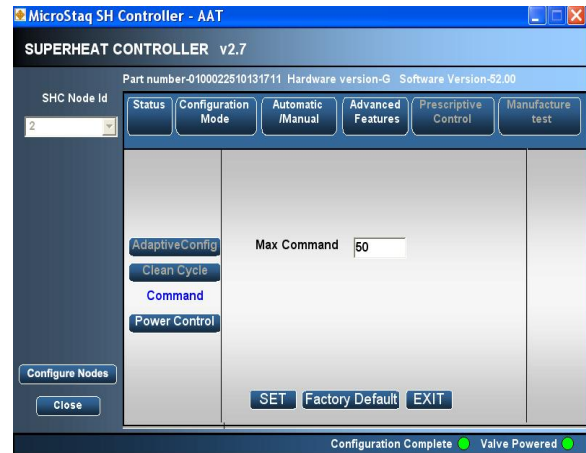 MicroStaq SH Controller - AAT
SUPERHEAT CONTROLLER v2.7
Part number-0100022510131711 Hardware version-G Software Version-52.00
SHC Node Id
2
Status
Configuration
Mode
Automatic
/Manual
Advanced
Features
Prescriptive
Control
Manufacture
test
AdaptiveConfig
Clean Cycle
Command
Power Control
Max Command 50
Configure Nodes
Close
SET Factory Default EXIT
Configuration Complete Valve Powered